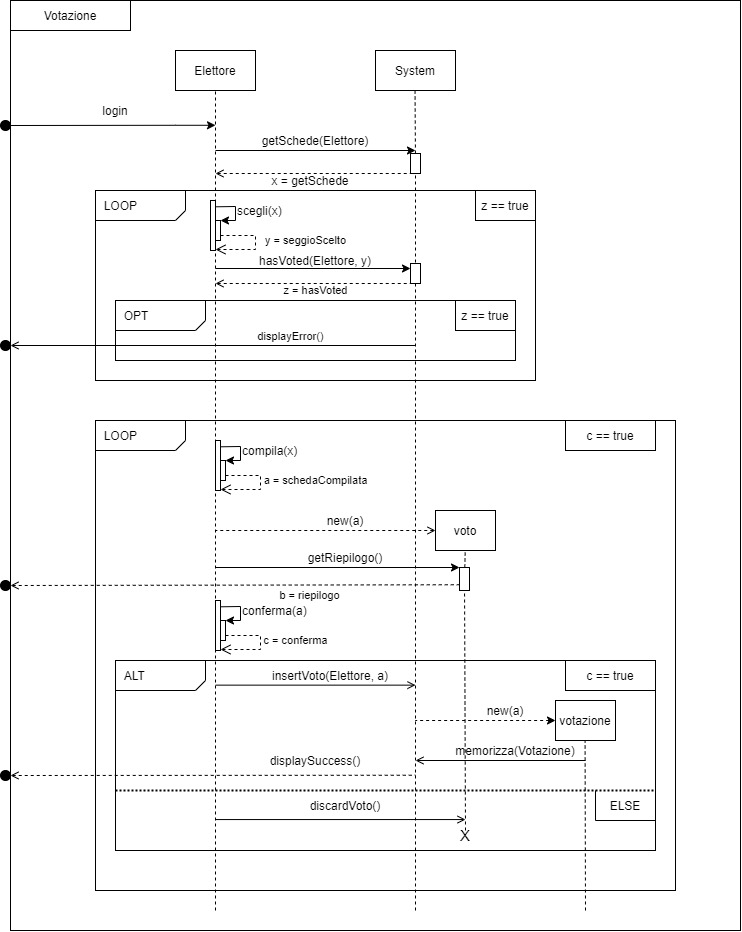 Votazione
Elettore
System
login
getSchede(Elettore)
x = getSchede
LOOP
z == true
scegli(x)
y = seggioScelto
hasVoted(Elettore, y)
z = hasVoted
OPT
z == true
displayError()
LOOP
c == true
compila(x)
a = schedaCompilata
new(a)
voto
getRiepilogo()
b = riepilogo
conferma(a)
c = conferma
ALT
insertVoto(Elettore, a)
c == true
new(a)
votazione
memorizza(Votazione)
displaySuccess()
discardVoto()
ELSE
X